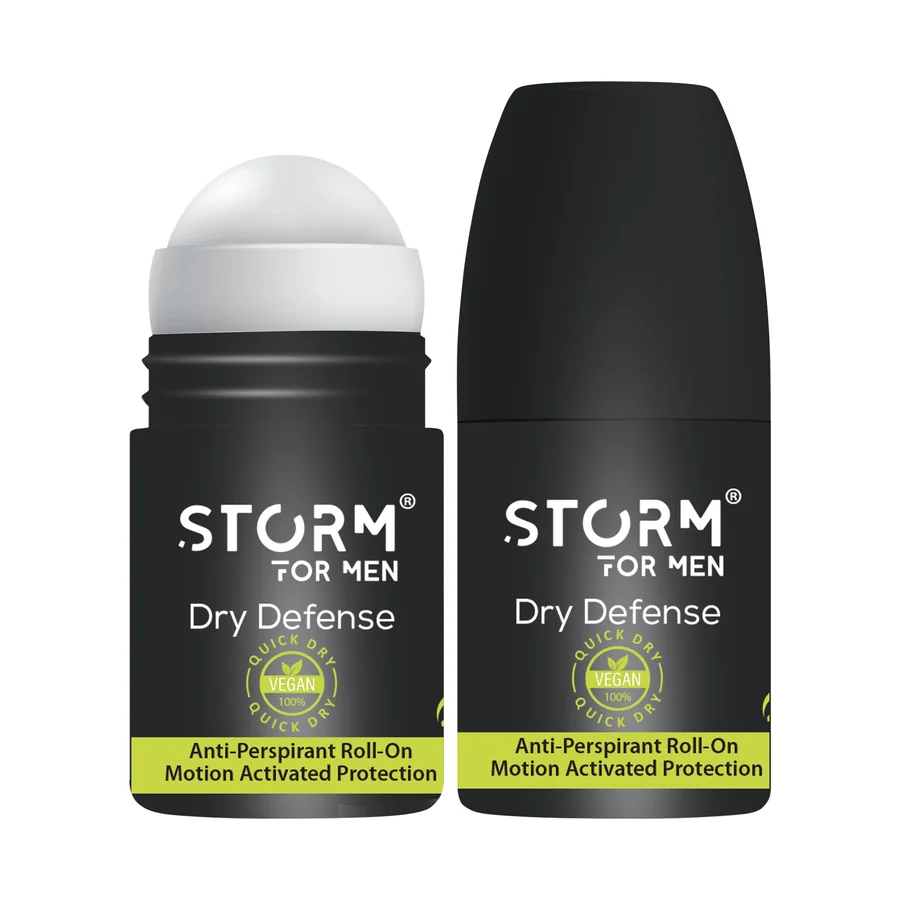 STORM®
FOR MEN
Dry Defense
QUICK DRY
VEGAN
100%
QUICK DRY
Anti-Perspirant Roll-On
Motion Activated Protection
STORM®
FOR MEN
Dry Defense
QUICK DRY
VEGAN
100%
QUICK DRY
Anti-Perspirant Roll-On
Motion Activated Protection